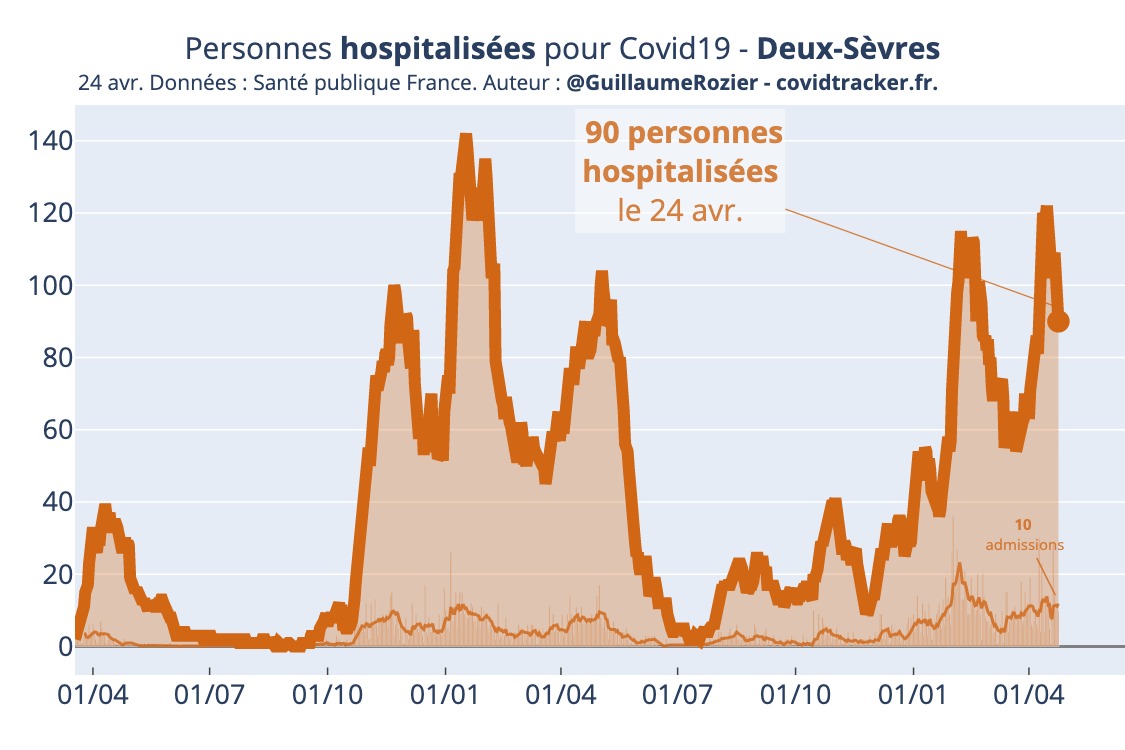 Personnes hospitalisées pour Covid19 - Deux-Sèvres
24 avr. Données : Santé publique France. Auteur : @GuillaumeRozier - covidtracker.fr.
90 personnes
hospitalisées
le 24 avr.
140
120
100
80
60
40
20
0
10
admissions
01/04 01/07 01/10 01/01 01/04 01/07 01/10 01/01 01/04